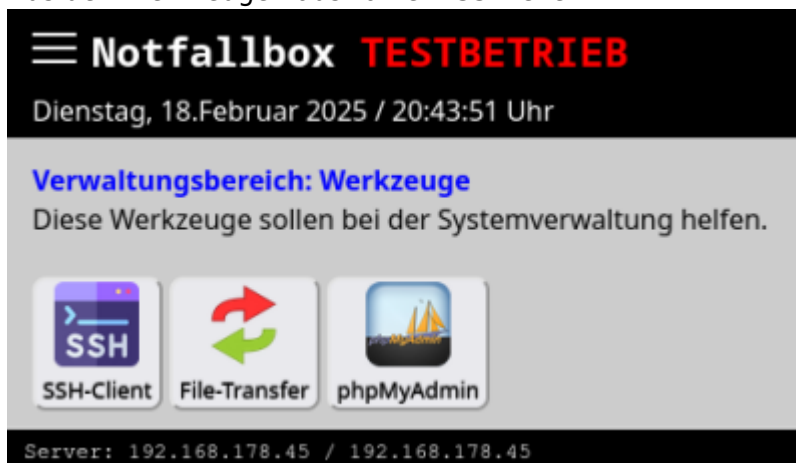 Notfallbox TESTBETRIEB
Dienstag, 18.Februar 2025 / 20:43:51 Uhr
Verwaltungsbereich: Werkzeuge
Diese Werkzeuge sollen bei der Systemverwaltung helfen.
SSH
phpMyAdmin
SSH-Client File-Transfer phpMyAdmin
Server: 192.168.178.45 / 192.168.178.45